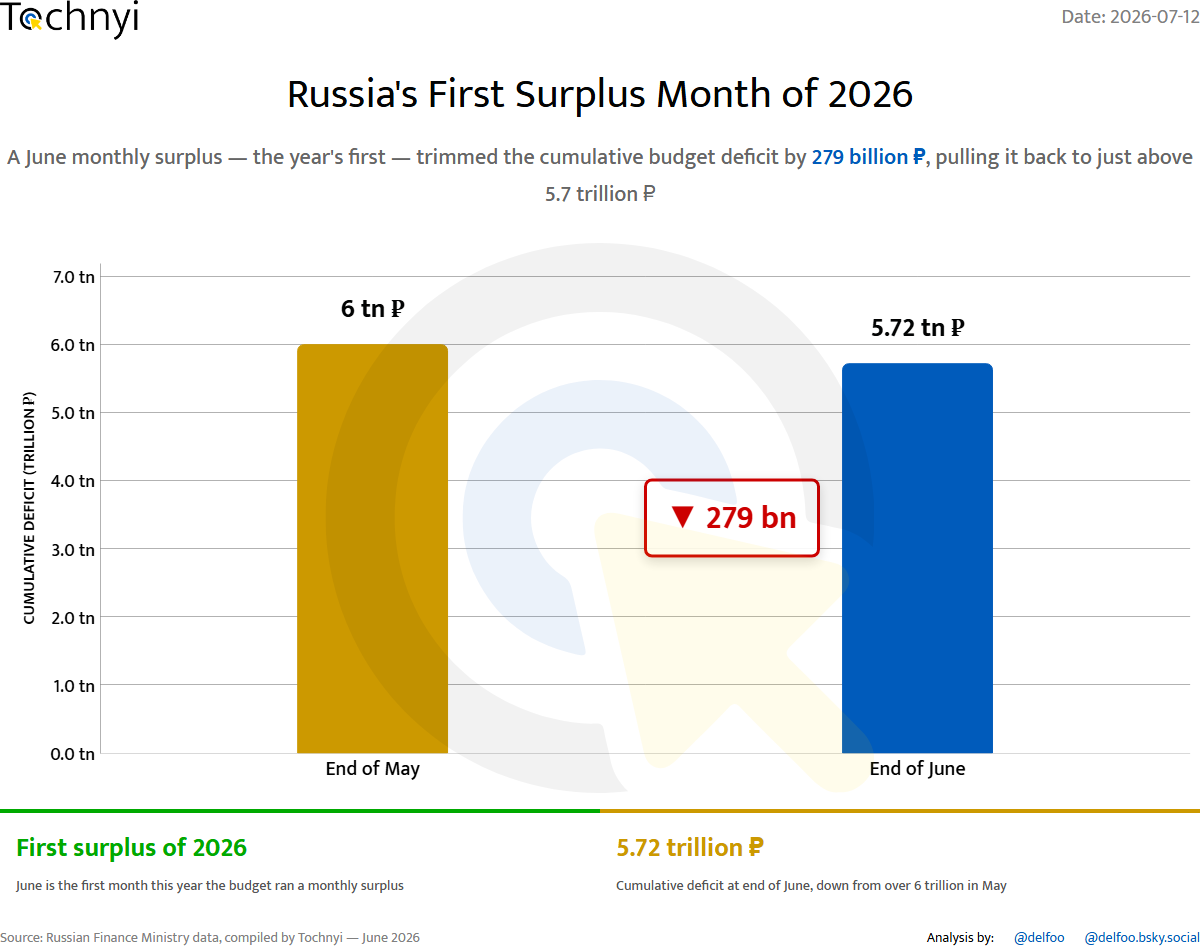 Tochnyi
Date: 2026-07-12
Russia's First Surplus Month of 2026
A June monthly surplus — the year's first — trimmed the cumulative budget deficit by 279 billion ₽, pulling it back to just above
5.7 trillion ₽
CUMULATIVE DEFICIT (TRILLION ₽)
7.0 tn
6.0 tn
5.0 tn
4.0 tn
3.0 tn
2.0 tn
1.0 tn
0.0 tn
6 tn ₽
5.72 tn ₽
▼ 279 bn
End of May
End of June
First surplus of 2026
June is the first month this year the budget ran a monthly surplus
5.72 trillion ₽
Cumulative deficit at end of June, down from over 6 trillion in May
Source: Russian Finance Ministry data, compiled by Tochnyi — June 2026
Analysis by: @delfoo @delfoo.bsky.social